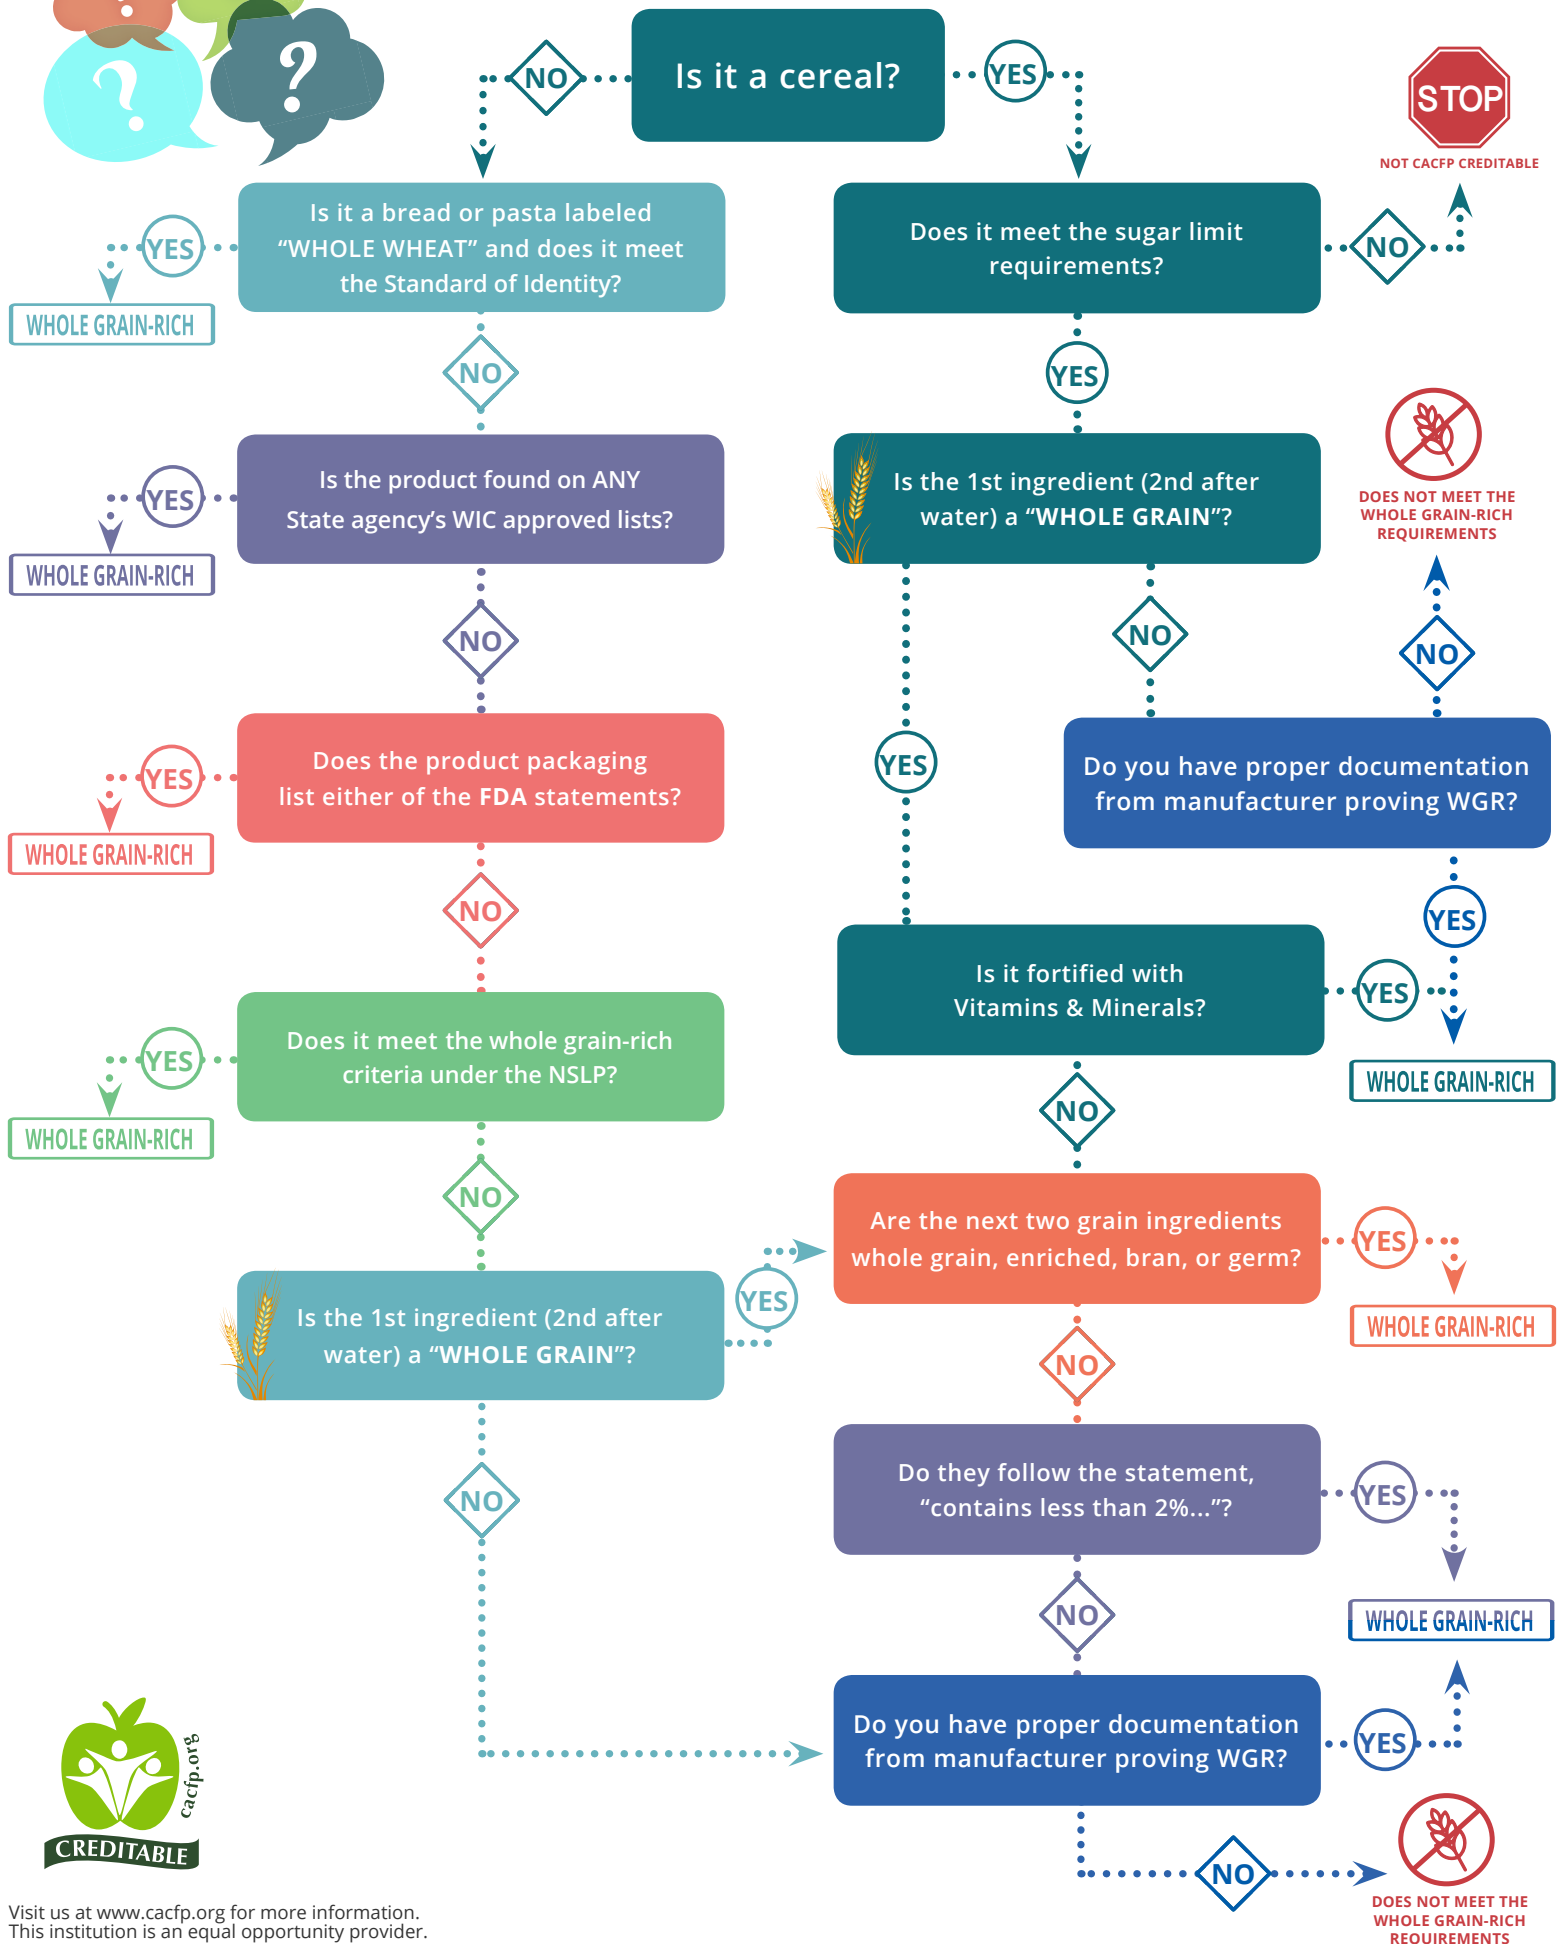 ?
?
?
Is it a cereal?
NO
YES
STOP
NOT CACFP CREDITABLE
Is it a bread or pasta labeled
“WHOLE WHEAT” and does it meet
the Standard of Identity?
YES
WHOLE GRAIN-RICH
NO
Does it meet the sugar limit
requirements?
NO
YES
Is the product found on ANY
State agency’s WIC approved lists?
YES
WHOLE GRAIN-RICH
NO
Is the 1st ingredient (2nd after
water) a “WHOLE GRAIN”?
DOES NOT MEET THE
WHOLE GRAIN-RICH
REQUIREMENTS
NO
NO
YES
Does the product packaging
list either of the FDA statements?
YES
WHOLE GRAIN-RICH
NO
Do you have proper documentation
from manufacturer proving WGR?
YES
Is it fortified with
Vitamins & Minerals?
YES
WHOLE GRAIN-RICH
NO
Does it meet the whole grain-rich
criteria under the NSLP?
YES
WHOLE GRAIN-RICH
NO
Are the next two grain ingredients
whole grain, enriched, bran, or germ?
YES
WHOLE GRAIN-RICH
NO
Is the 1st ingredient (2nd after
water) a “WHOLE GRAIN”?
YES
NO
Do they follow the statement,
“contains less than 2%...”?
YES
WHOLE GRAIN-RICH
NO
Do you have proper documentation
from manufacturer proving WGR?
YES
NO
DOES NOT MEET THE
WHOLE GRAIN-RICH
REQUIREMENTS
cacfp.org
CREDITABLE
Visit us at www.cacfp.org for more information.
This institution is an equal opportunity provider.